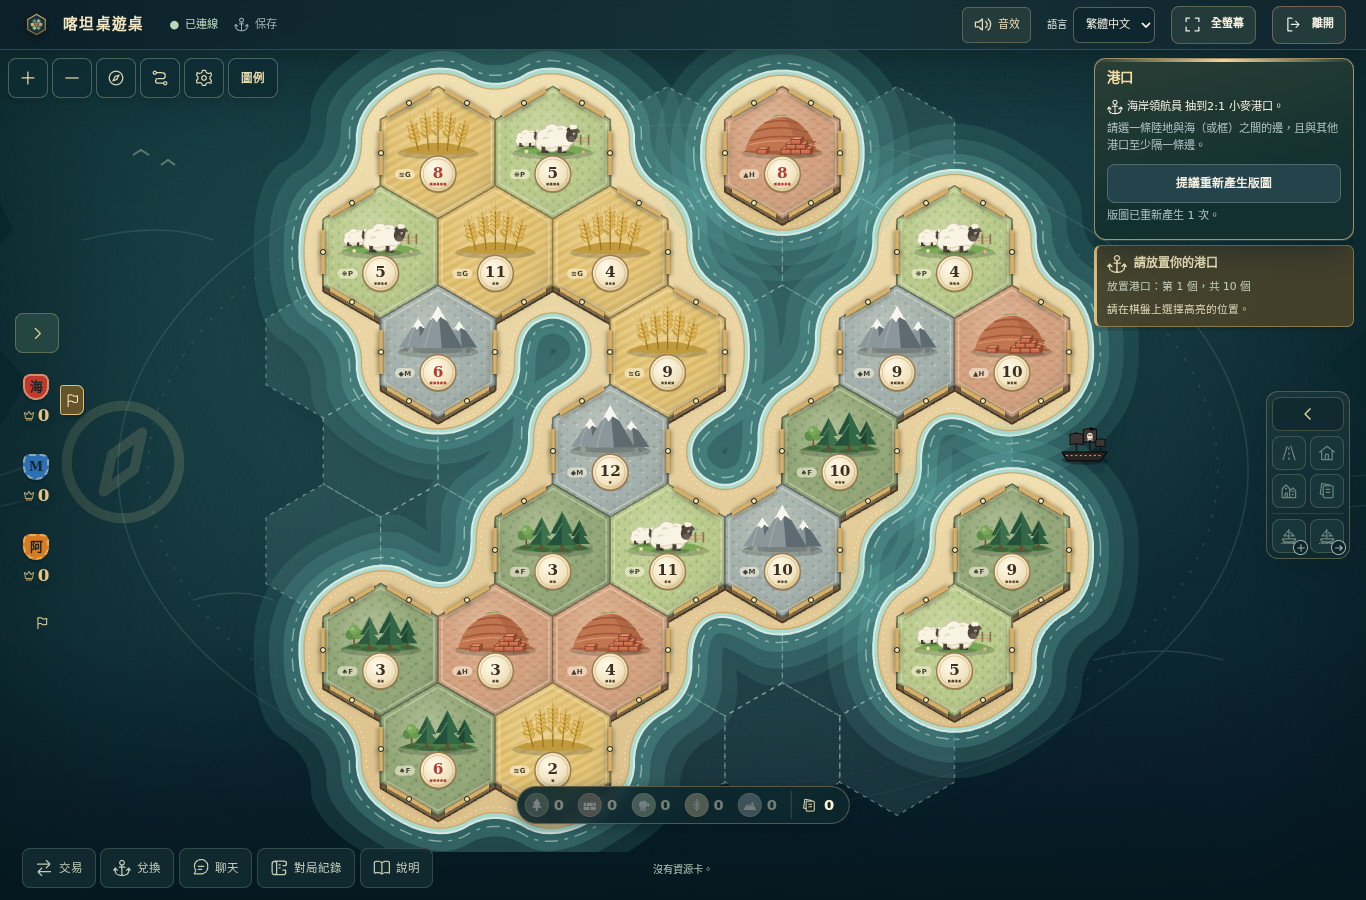 喀坦桌遊桌
已連線
保存
音效
語言
繁體中文
全螢幕
離開
圖例
港口
海岸領航員 抽到2:1 小麥港口。
請選一條陸地與海（或框）之間的邊，且與其他
港口至少隔一條邊。
提議重新產生版圖
版圖已重新產生 1 次。
請放置你的港口
放置港口：第 1 個，共 10 個
請在棋盤上選擇高亮的位置。
≋G 8
※P 5
▲H 8
※P 5
≋G 11
≋G 4
※P 4
◆M 6
≋G 9
◆M 9
▲H 10
◆M 12
♠F 10
♠F 3
※P 11
◆M 10
♠F 9
♠F 3
▲H 3
▲H 4
※P 5
♠F 6
≋G 2
海
0
M
0
阿
0
0 0 0 0 0 0
交易
兌換
聊天
對局紀錄
說明
沒有資源卡。